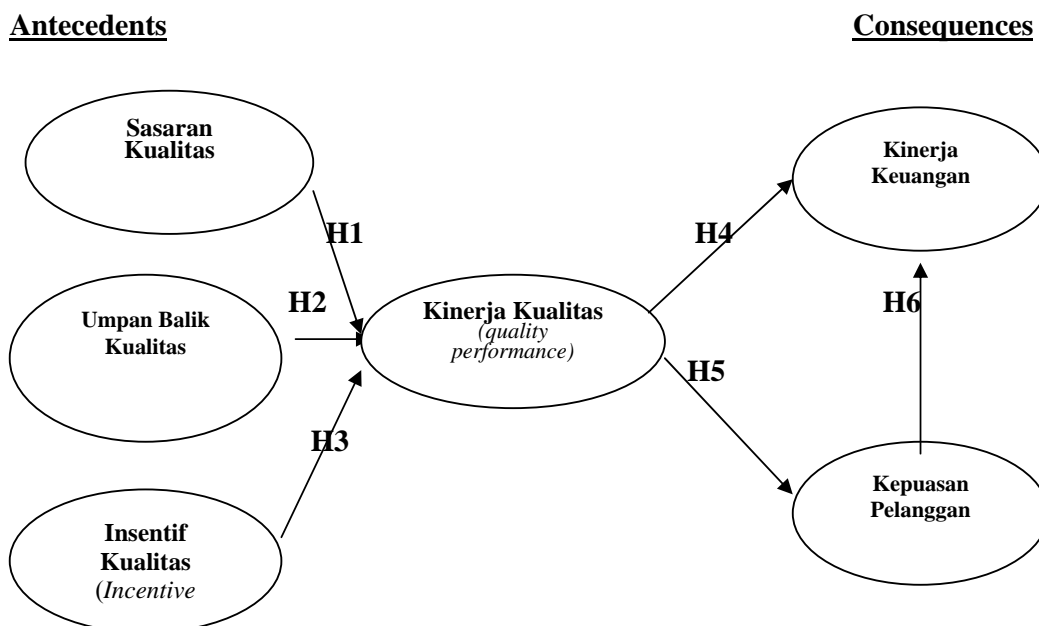 Antecedents
Consequences
Sasaran
Kualitas
H1
Umpan Balik
Kualitas
H2
Insentif
Kualitas
(Incentive
H3
Kinerja Kualitas
(quality
performance)
H4
H5
Kinerja
Keuangan
H6
Kepuasan
Pelanggan